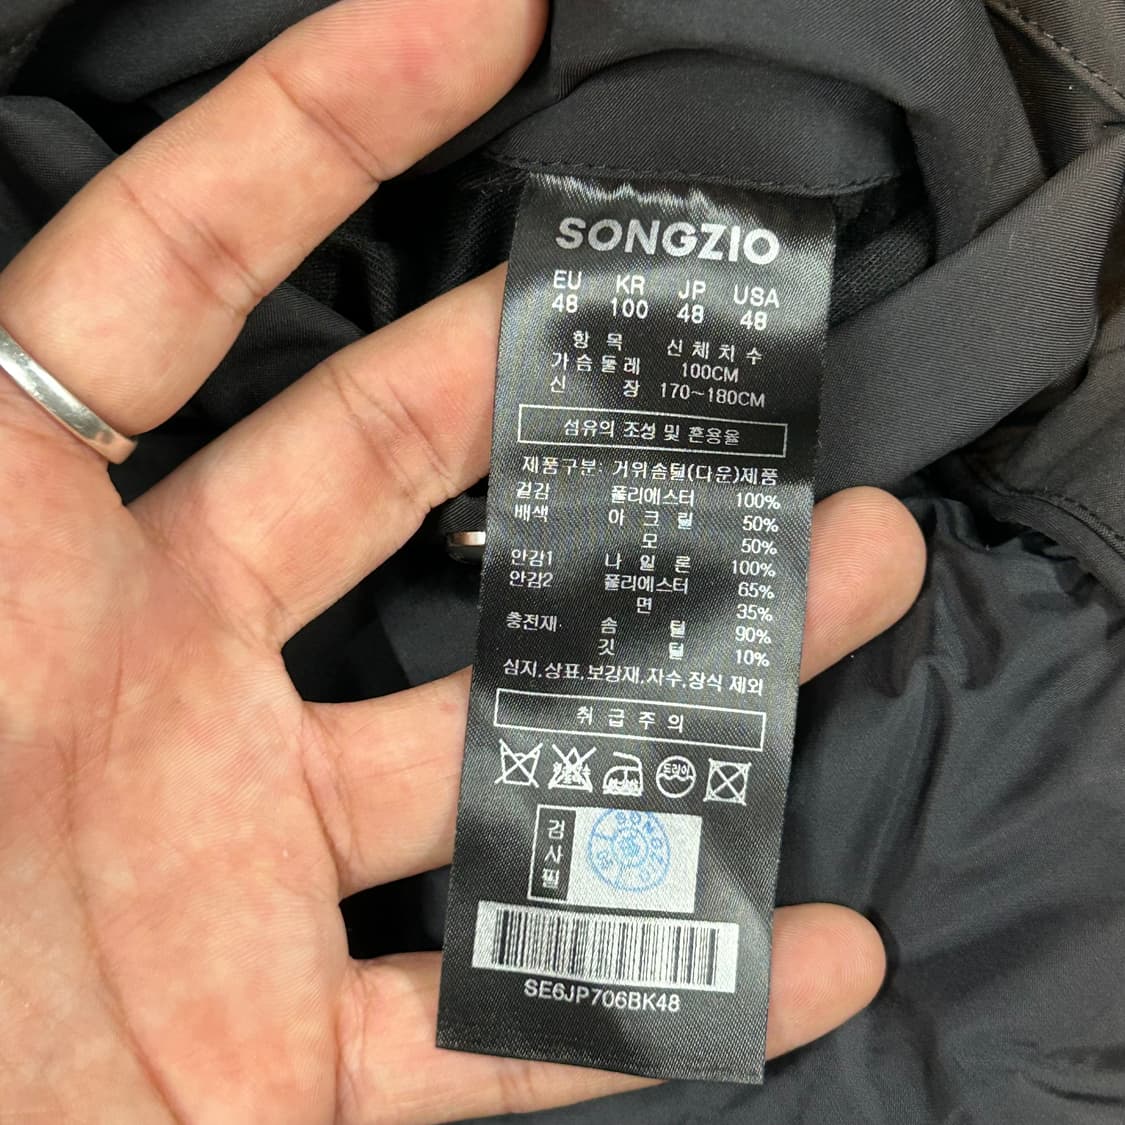 SONGZIO
EU KR JP USA
48 100 48 48
항 목 신 체 치 수
가 슴 둘 레 100CM
신 장 170~180CM
섬유의 조성 및 혼용율
제품구분: 거위솜털(다운)제품
겉감 폴리에스터 100%
배색 아 크 릴 50%
모 50%
안감1 나 일 론 100%
안감2 폴리에스터 65%
면 35%
충전재: 솜 털 90%
깃 털 10%
심지,상표,보강재,자수,장식 제외
취 급 주 의
드라이
검사필
SONGZIO
SE6JP706BK48